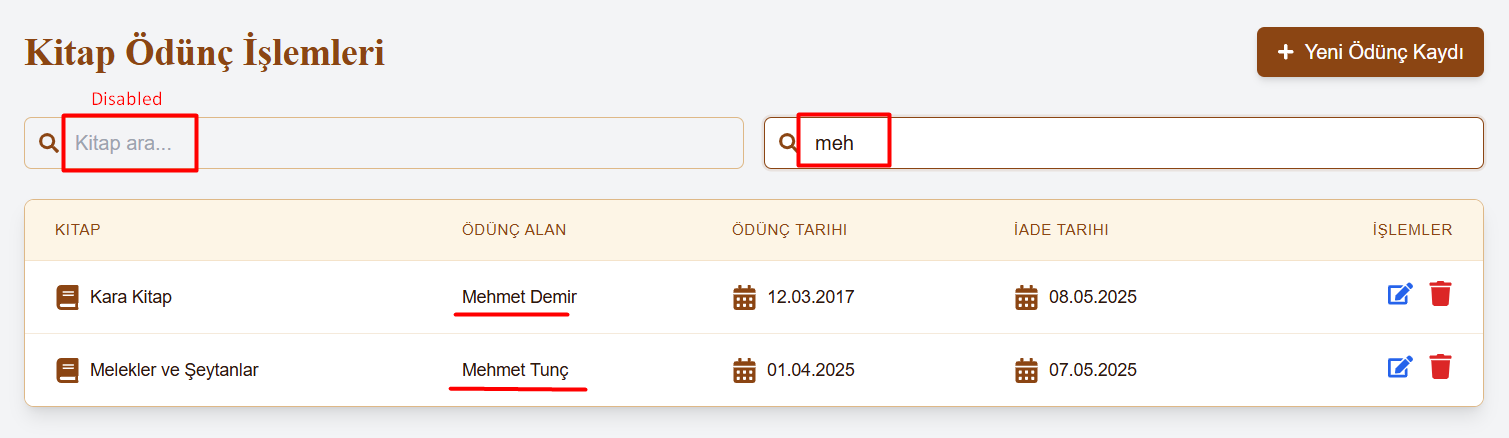 Kitap Ödünç İşlemleri
Yeni Ödünç Kaydı
Disabled
Kitap ara...
meh
KITAP ÖDÜNÇ ALAN ÖDÜNÇ TARIHI İADE TARIHI İŞLEMLER
Kara Kitap Mehmet Demir 12.03.2017 08.05.2025
Melekler ve Şeytanlar Mehmet Tunç 01.04.2025 07.05.2025